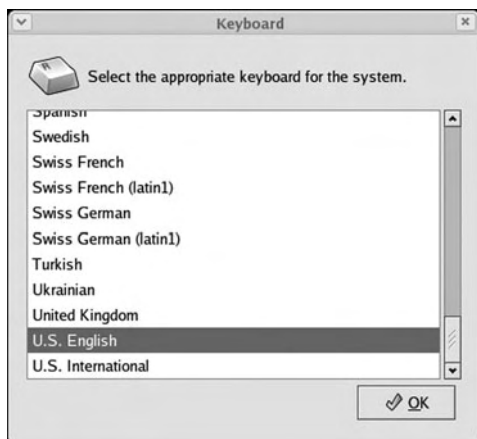 Keyboard
R
Select the appropriate keyboard for the system.
Spanish
Swedish
Swiss French
Swiss French (latin1)
Swiss German
Swiss German (latin1)
Turkish
Ukrainian
United Kingdom
U.S. English
U.S. International
OK